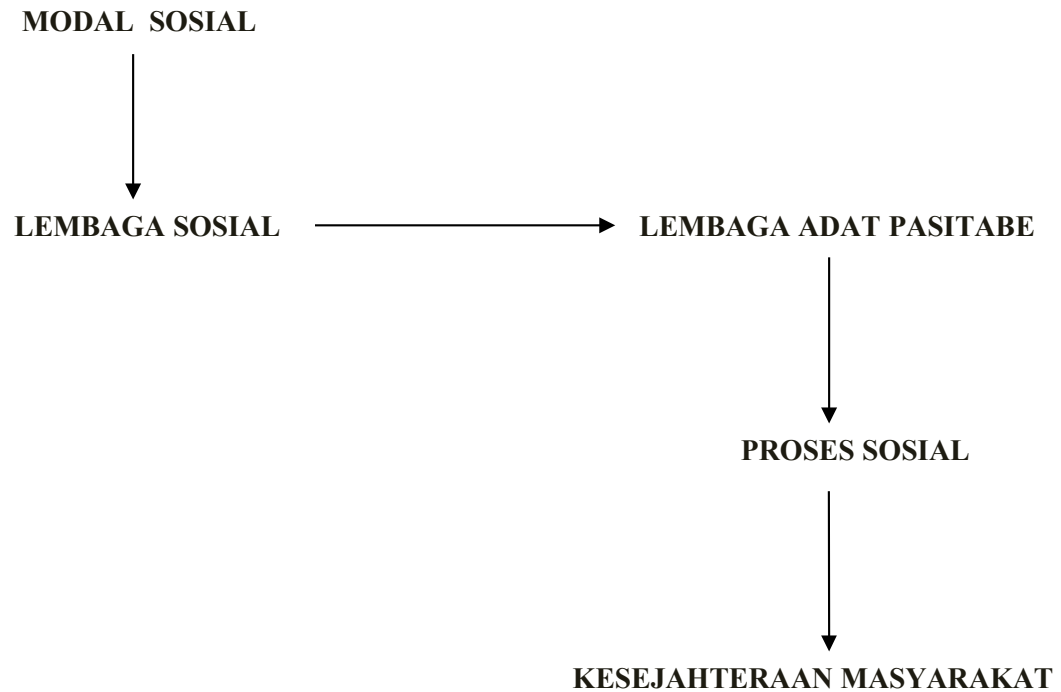 MODAL SOSIAL
LEMBAGA SOSIAL
LEMBAGA ADAT PASITABE
PROSES SOSIAL
KESEJAHTERAAN MASYARAKAT